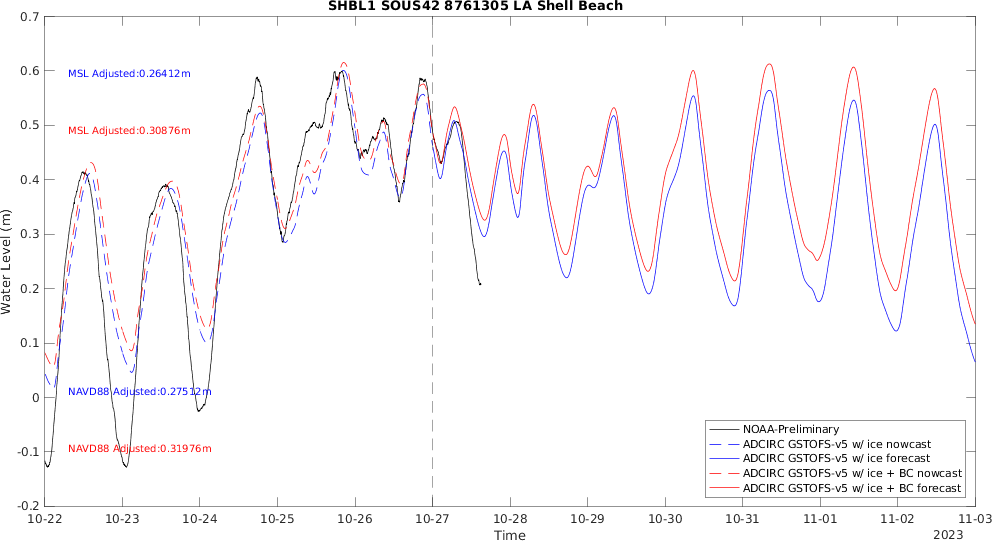 SHBL1 SOUS42 8761305 LA Shell Beach
0.7
0.6
0.5
0.4
0.3
0.2
0.1
0
-0.1
-0.2
Water Level (m)
MSL Adjusted:0.26412m
MSL Adjusted:0.30876m
NAVD88 Adjusted:0.27512m
NAVD88 Adjusted:0.31976m
NOAA-Preliminary
ADCIRC GSTOFS-v5 w/ ice nowcast
ADCIRC GSTOFS-v5 w/ ice forecast
ADCIRC GSTOFS-v5 w/ ice + BC nowcast
ADCIRC GSTOFS-v5 w/ ice + BC forecast
10-22 10-23 10-24 10-25 10-26 10-27 10-28 10-29 10-30 10-31 11-01 11-02 11-03
Time
2023